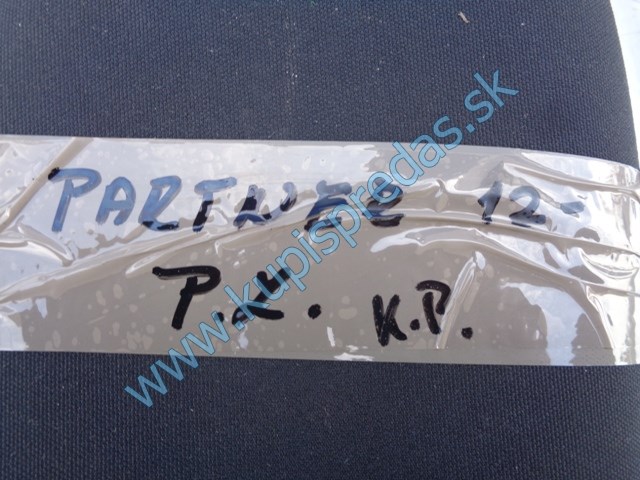 PARTNER 12-
P.Ľ. K.P.
www.kupispredas.sk